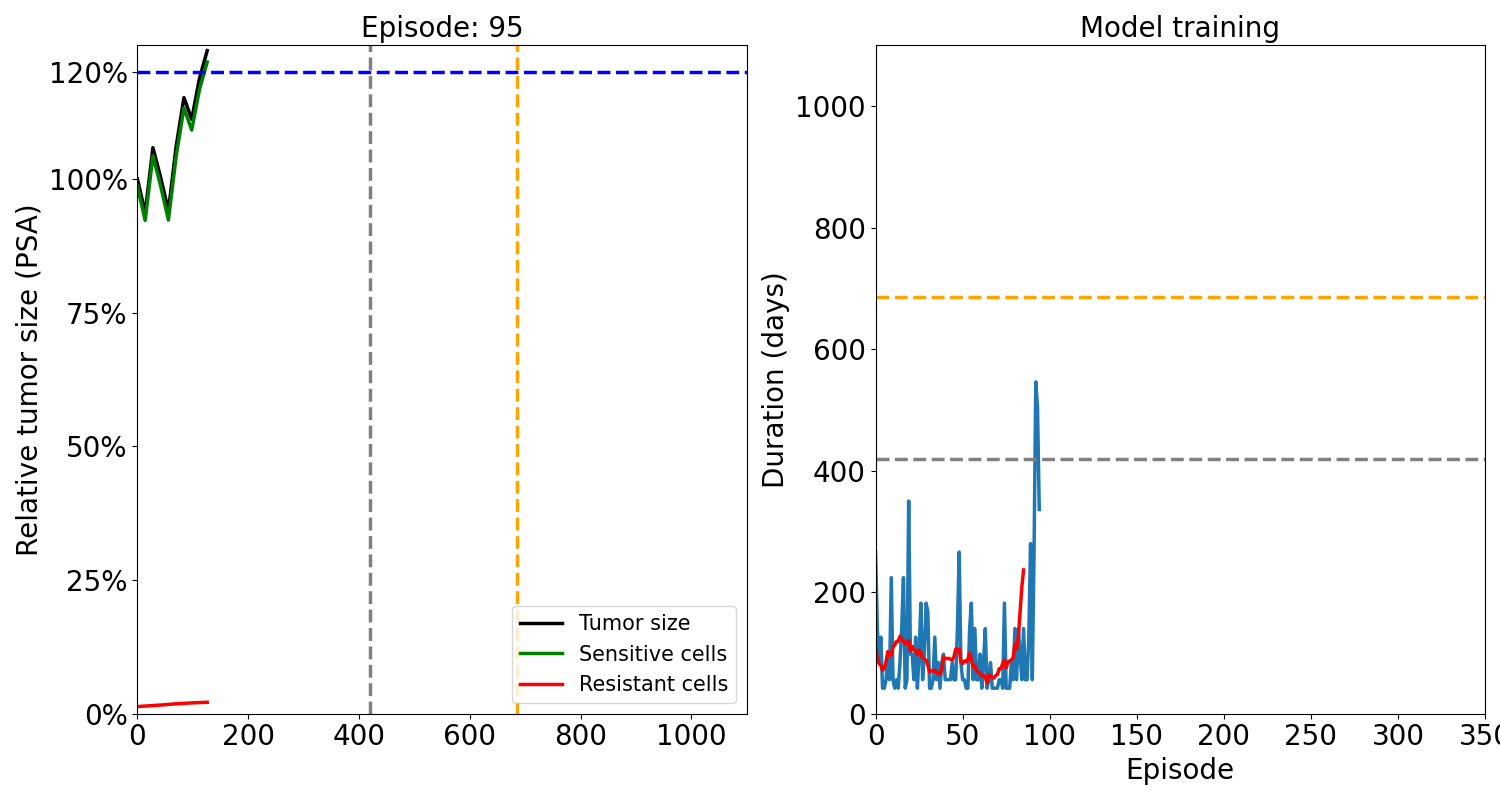 Episode: 95
Relative tumor size (PSA)
120%
100%
75%
50%
25%
0%
0 200 400 600 800 1000
Tumor size
Sensitive cells
Resistant cells
Model training
Duration (days)
1000
800
600
400
200
0
0 50 100 150 200 250 300 350
Episode